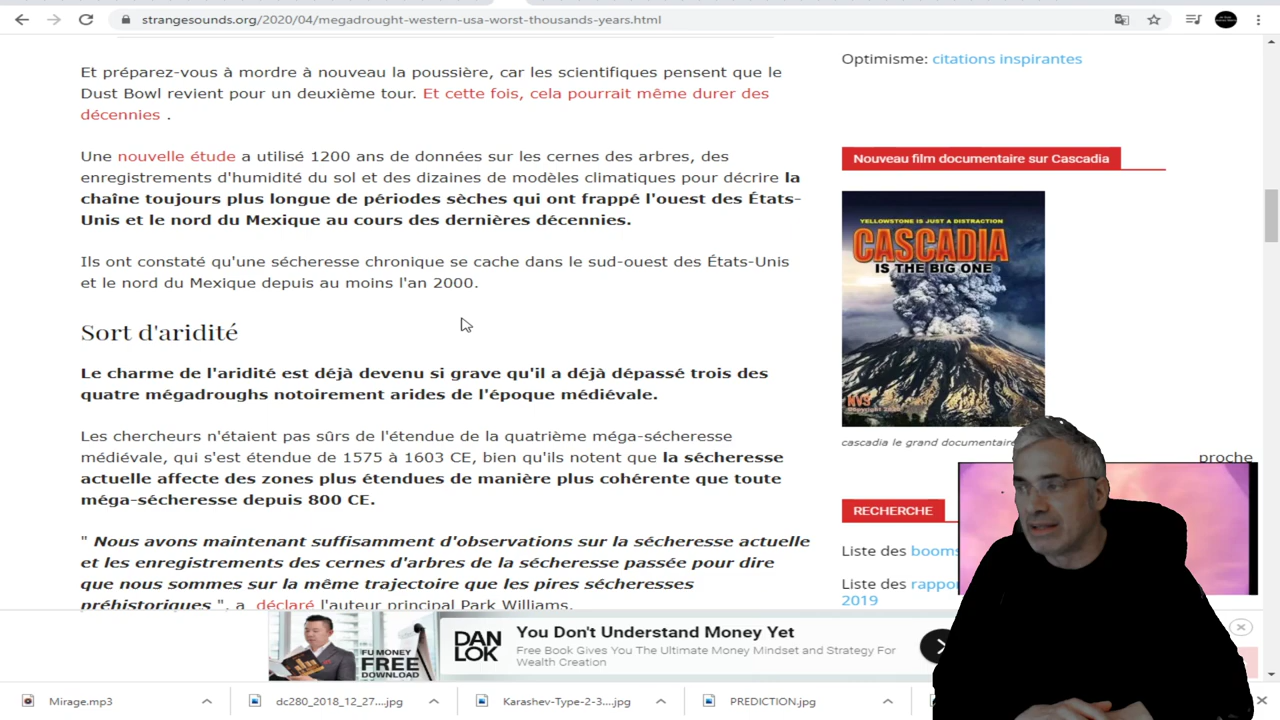 strangesounds.org/2020/04/megadrought-western-usa-worst-thousands-years.html
Et préparez-vous à mordre à nouveau la poussière, car les scientifiques pensent que le
Dust Bowl revient pour un deuxième tour. Et cette fois, cela pourrait même durer des
décennies .
Une nouvelle étude a utilisé 1200 ans de données sur les cernes des arbres, des
enregistrements d'humidité du sol et des dizaines de modèles climatiques pour décrire la
chaîne toujours plus longue de périodes sèches qui ont frappé l'ouest des États-
Unis et le nord du Mexique au cours des dernières décennies.
Ils ont constaté qu'une sécheresse chronique se cache dans le sud-ouest des États-Unis
et le nord du Mexique depuis au moins l'an 2000.
Sort d'aridité
Le charme de l'aridité est déjà devenu si grave qu'il a déjà dépassé trois des
quatre mégadroughs notoirement arides de l'époque médiévale.
Les chercheurs n'étaient pas sûrs de l'étendue de la quatrième méga-sécheresse
médiévale, qui s'est étendue de 1575 à 1603 CE, bien qu'ils notent que la sécheresse
actuelle affecte des zones plus étendues de manière plus cohérente que toute
méga-sécheresse depuis 800 CE.
" Nous avons maintenant suffisamment d'observations sur la sécheresse actuelle
et les enregistrements des cernes d'arbres de la sécheresse passée pour dire
que nous sommes sur la même trajectoire que les pires sécheresses
préhistoriques ", a déclaré l'auteur principal Park Williams.
Optimisme: citations inspirantes
Nouveau film documentaire sur Cascadia
YELLOWSTONE IS JUST A DISTRACTION
CASCADIA
IS THE BIG ONE
cascadia le grand documentaire
proche
RECHERCHE
Liste des booms
Liste des rappo
2019
FU MONEY
FREE
DOWNLOAD
DAN
LOK
You Don't Understand Money Yet
Free Book Gives You The Ultimate Money Mindset and Strategy For
Wealth Creation
Mirage.mp3
dc280_2018_12_27....jpg
Karashev-Type-2-3....jpg
PREDICTION.jpg